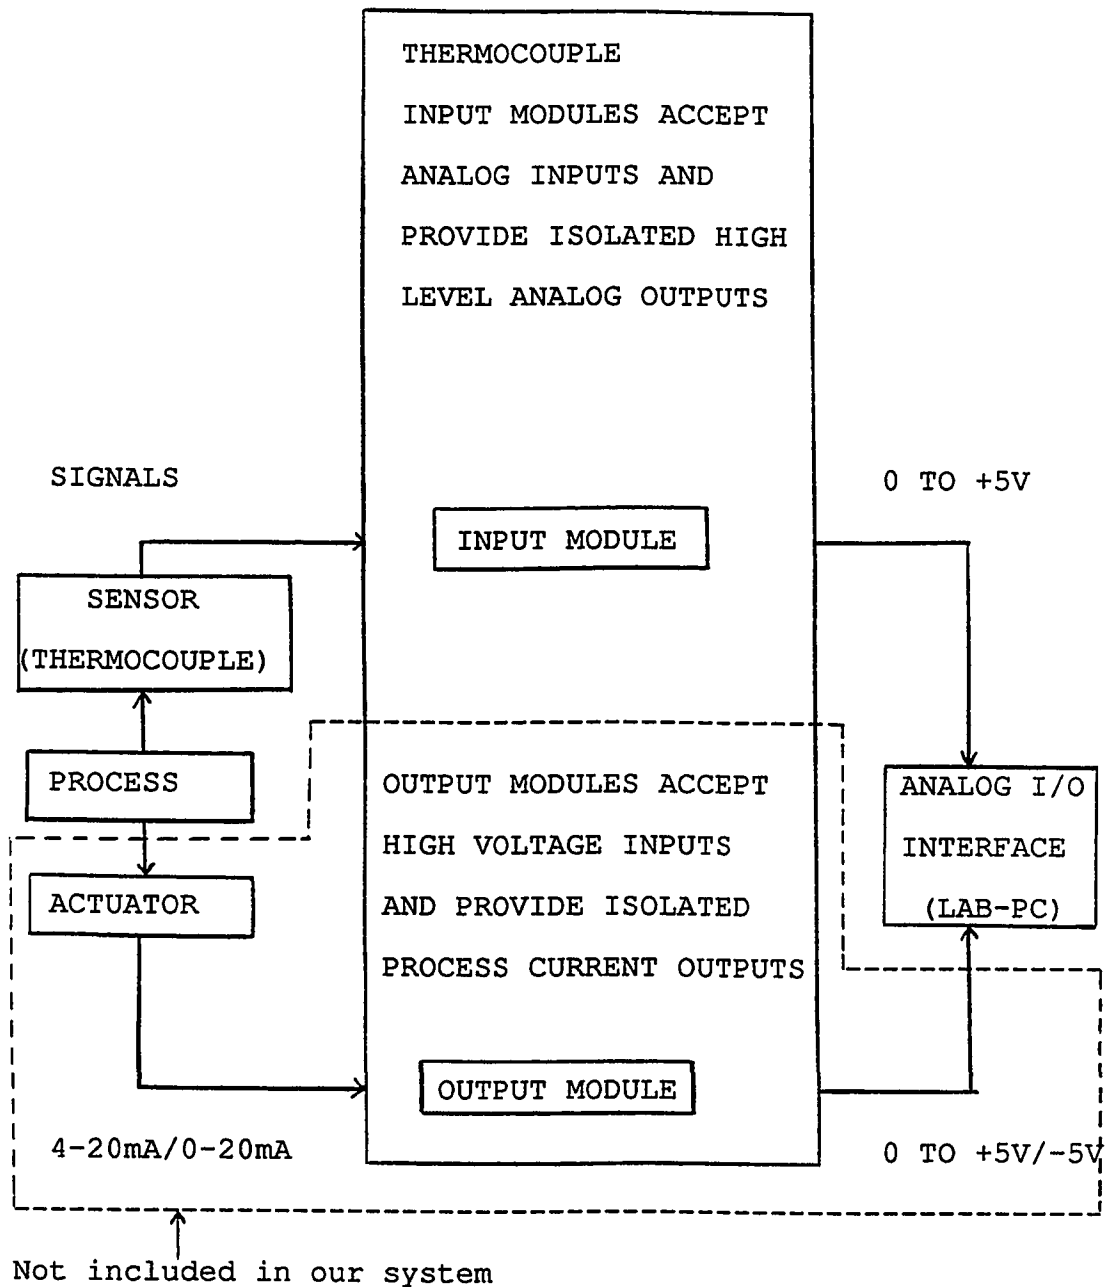 THERMOCOUPLE
INPUT MODULES ACCEPT
ANALOG INPUTS AND
PROVIDE ISOLATED HIGH
LEVEL ANALOG OUTPUTS
SIGNALS
0 TO +5V
INPUT MODULE
SENSOR
(THERMOCOUPLE)
PROCESS
ACTUATOR
OUTPUT MODULES ACCEPT
HIGH VOLTAGE INPUTS
AND PROVIDE ISOLATED
PROCESS CURRENT OUTPUTS
ANALOG I/O
INTERFACE
(LAB-PC)
OUTPUT MODULE
4-20mA/0-20mA
0 TO +5V/-5V
Not included in our system